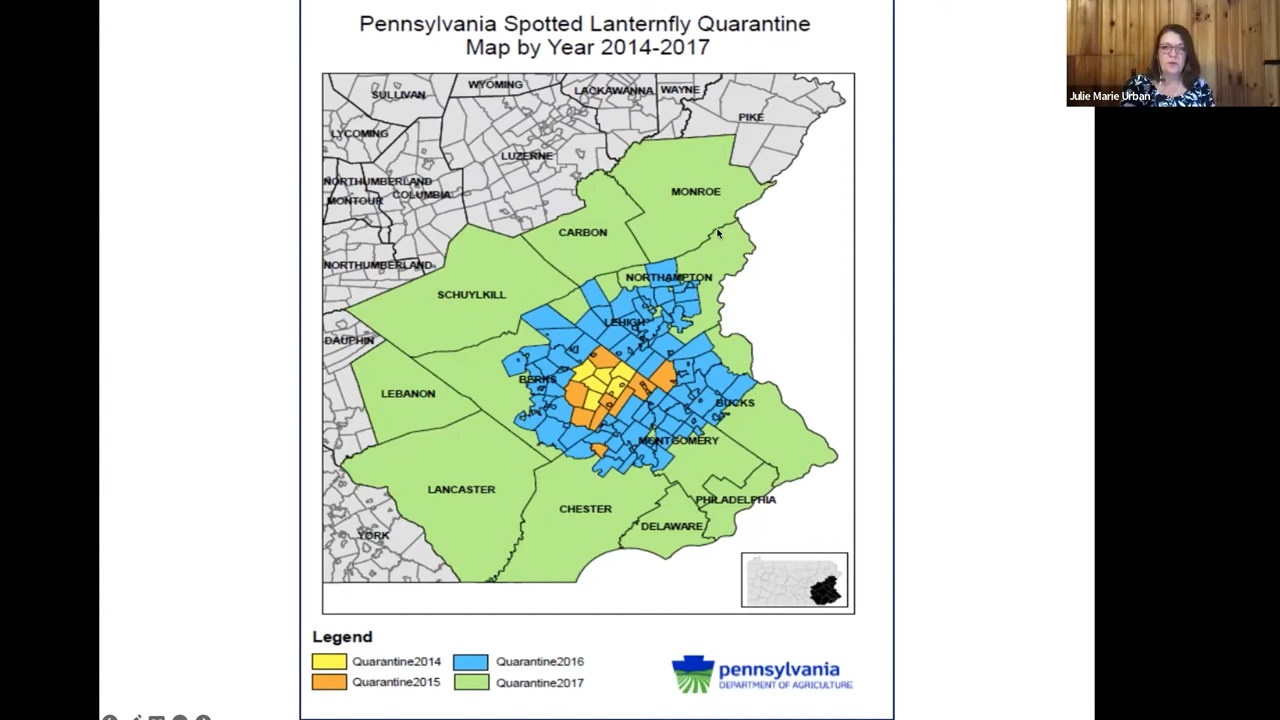 Pennsylvania Spotted Lanternfly Quarantine
Map by Year 2014-2017
Julie Marie Urban
SULLIVAN
WYOMING
LACKAWANNA
WAYNE
PIKE
LYCOMING
LUZERNE
NORTHUMBERLAND
MONTOUR
COLUMBIA
MONROE
CARBON
NORTHUMBERLAND
NORTHAMPTON
SCHUYLKILL
LEHIGH
DAUPHIN
BERKS
LEBANON
BUCKS
MONTGOMERY
LANCASTER
PHILADELPHIA
CHESTER
DELAWARE
YORK
Legend
Quarantine2014
Quarantine2016
Quarantine2015
Quarantine2017
pennsylvania
DEPARTMENT OF AGRICULTURE